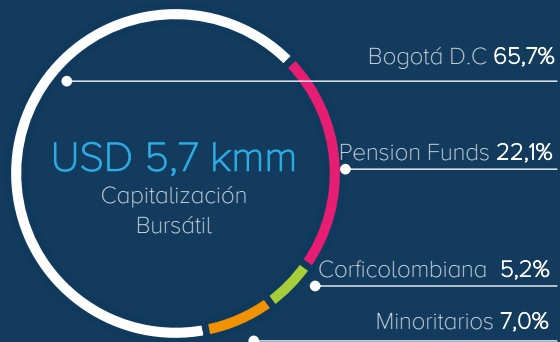 Bogotá D.C 65,7%
USD 5,7 kmm
Capitalización
Bursátil
Pension Funds 22,1%
Corficolombiana 5,2%
Minoritarios 7,0%